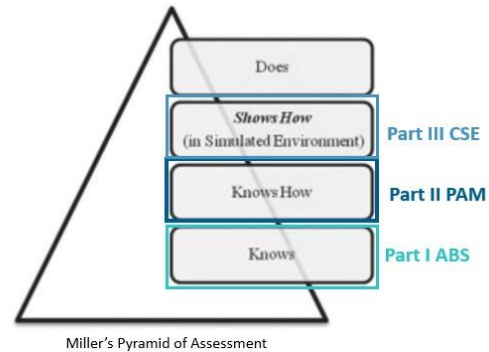 Does
Shows How
(in Simulated Environment)
Part III CSE
Knows How
Part II PAM
Knows
Part I ABS
Miller's Pyramid of Assessment